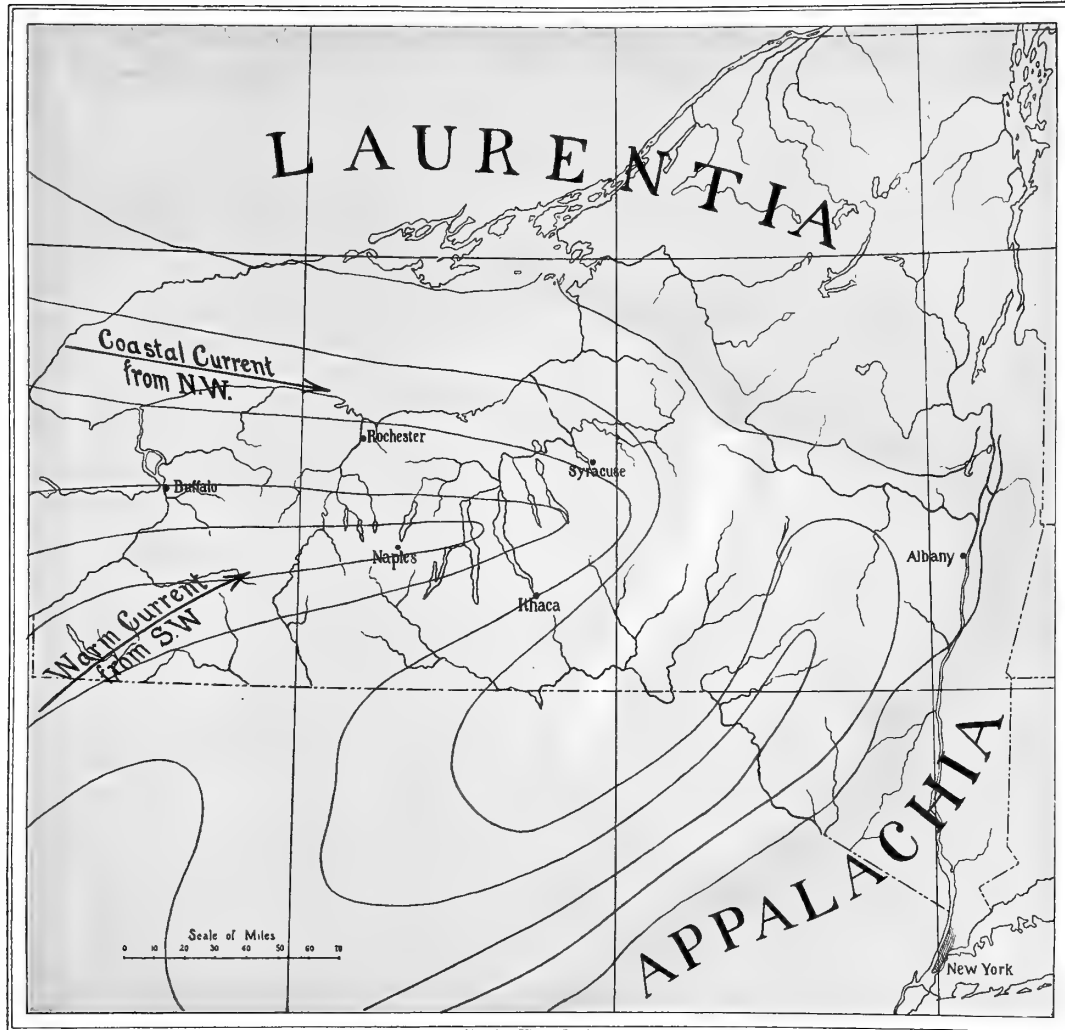 LAURENTIA
Coastal Current
from N.W.
Rochester
Syracuse
Buffalo
Naples
Albany
Ithaca
Warm Current
from S.W
APPALACHIA
Scale of Miles
0 10 20 30 40 50 60 70
New York